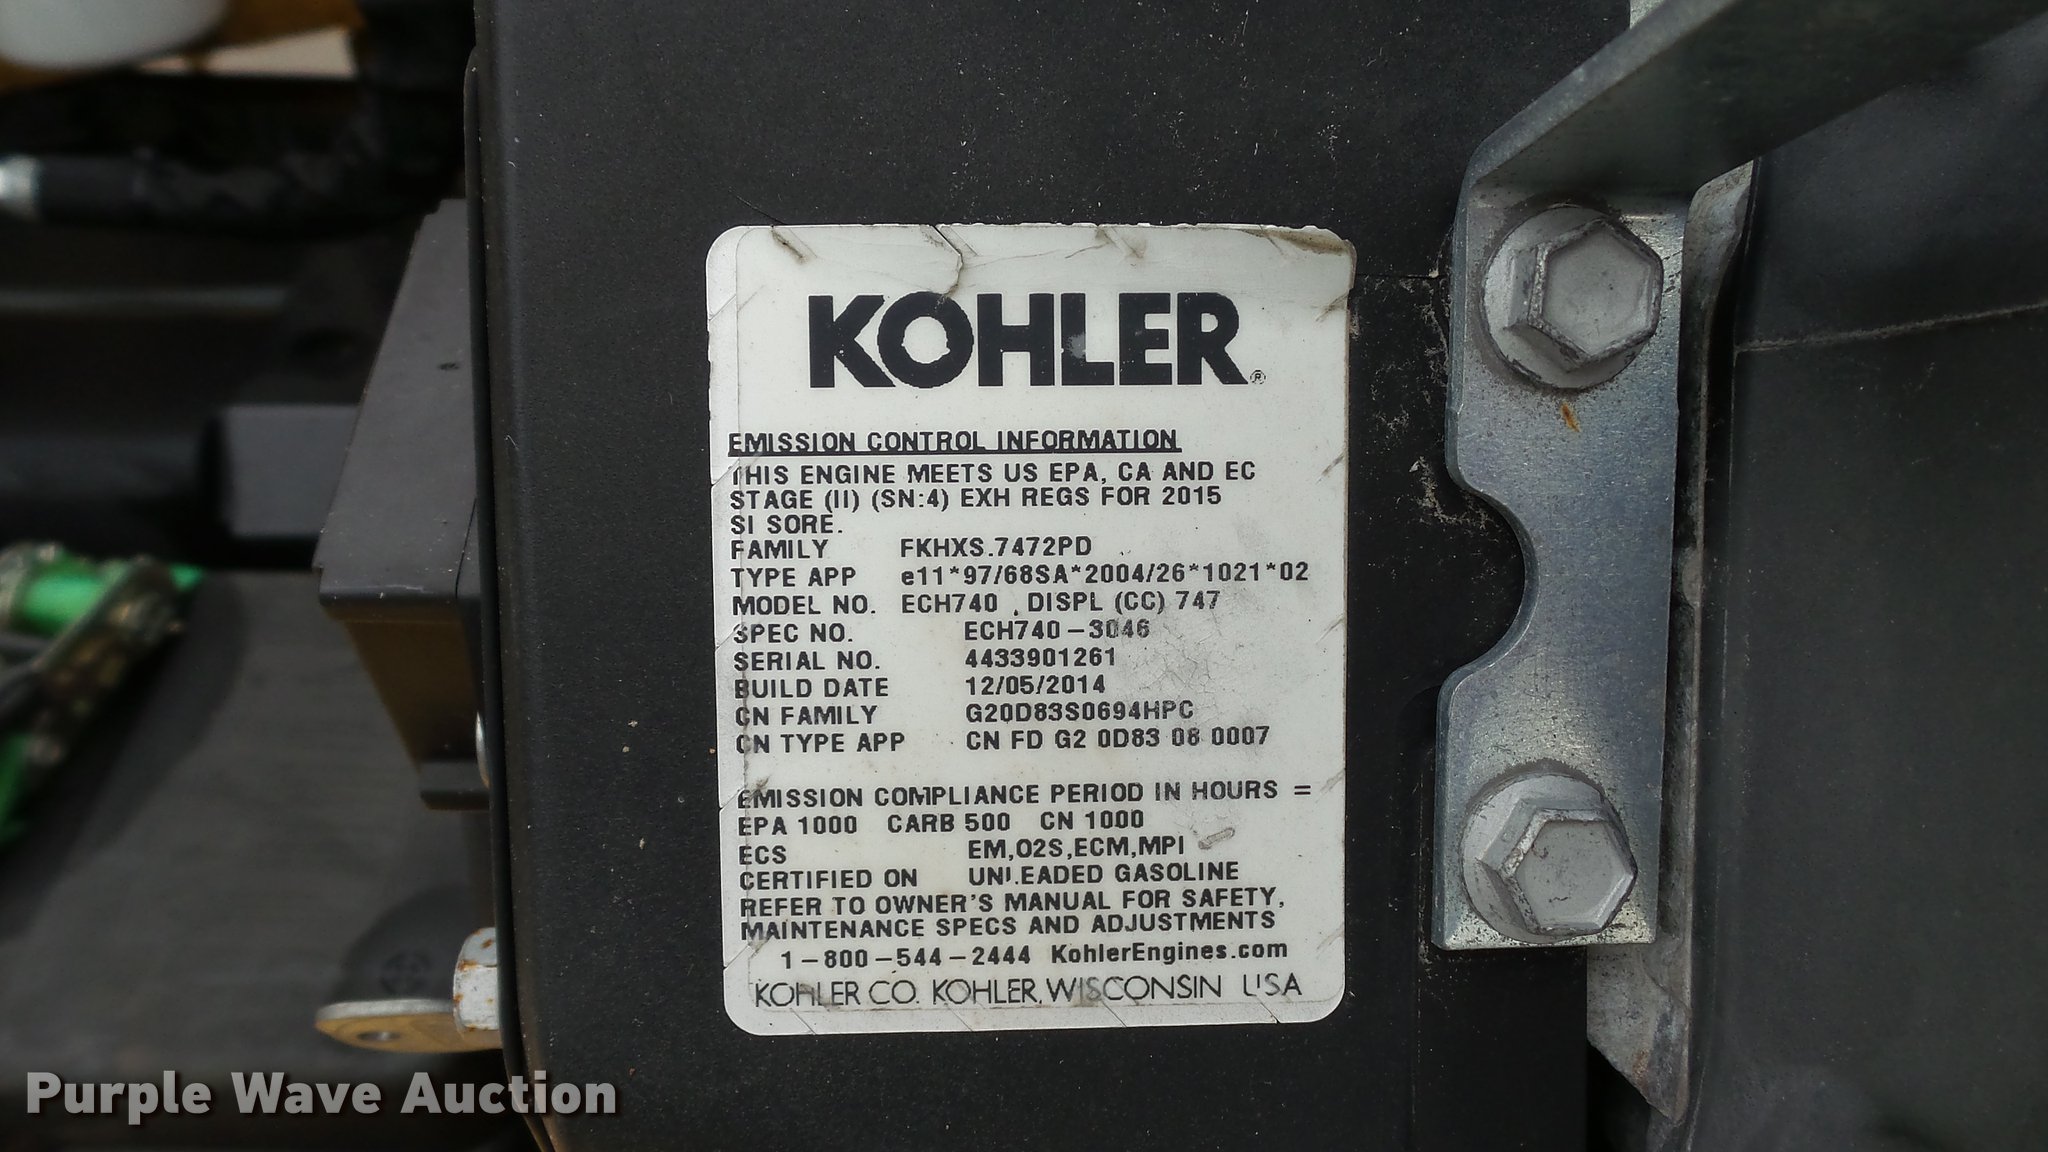 KOHLER®
EMISSION CONTROL INFORMATION
THIS ENGINE MEETS US EPA, CA AND EC
STAGE (II) (SN:4) EXH REGS FOR 2015
SI SORE.
FAMILY FKHXS.7472PD
TYPE APP e11*97/68SA*2004/26*1021*02
MODEL NO. ECH740 , DISPL (CC) 747
SPEC NO. ECH740-3046
SERIAL NO. 4433901261
BUILD DATE 12/05/2014
CN FAMILY G20D83S0694HPC
CN TYPE APP CN FD G2 0D83 08 0007
EMISSION COMPLIANCE PERIOD IN HOURS =
EPA 1000 CARB 500 CN 1000
ECS EM,O2S,ECM,MPI
CERTIFIED ON UNLEADED GASOLINE
REFER TO OWNER'S MANUAL FOR SAFETY,
MAINTENANCE SPECS AND ADJUSTMENTS
1-800-544-2444 KohlerEngines.com
KOHLER CO. KOHLER, WISCONSIN USA
Purple Wave Auction